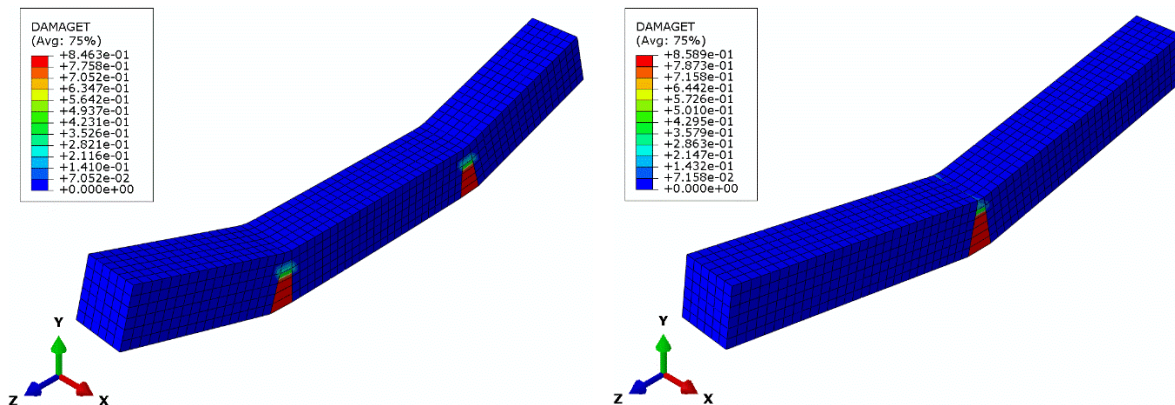 DAMAGET
(Avg: 75%)
+8.463e-01
+7.758e-01
+7.052e-01
+6.347e-01
+5.642e-01
+4.937e-01
+4.231e-01
+3.526e-01
+2.821e-01
+2.116e-01
+1.410e-01
+7.052e-02
+0.000e+00
Y
Z
X
DAMAGET
(Avg: 75%)
+8.589e-01
+7.873e-01
+7.158e-01
+6.442e-01
+5.726e-01
+5.010e-01
+4.295e-01
+3.579e-01
+2.863e-01
+2.147e-01
+1.432e-01
+7.158e-02
+0.000e+00
Y
Z
X